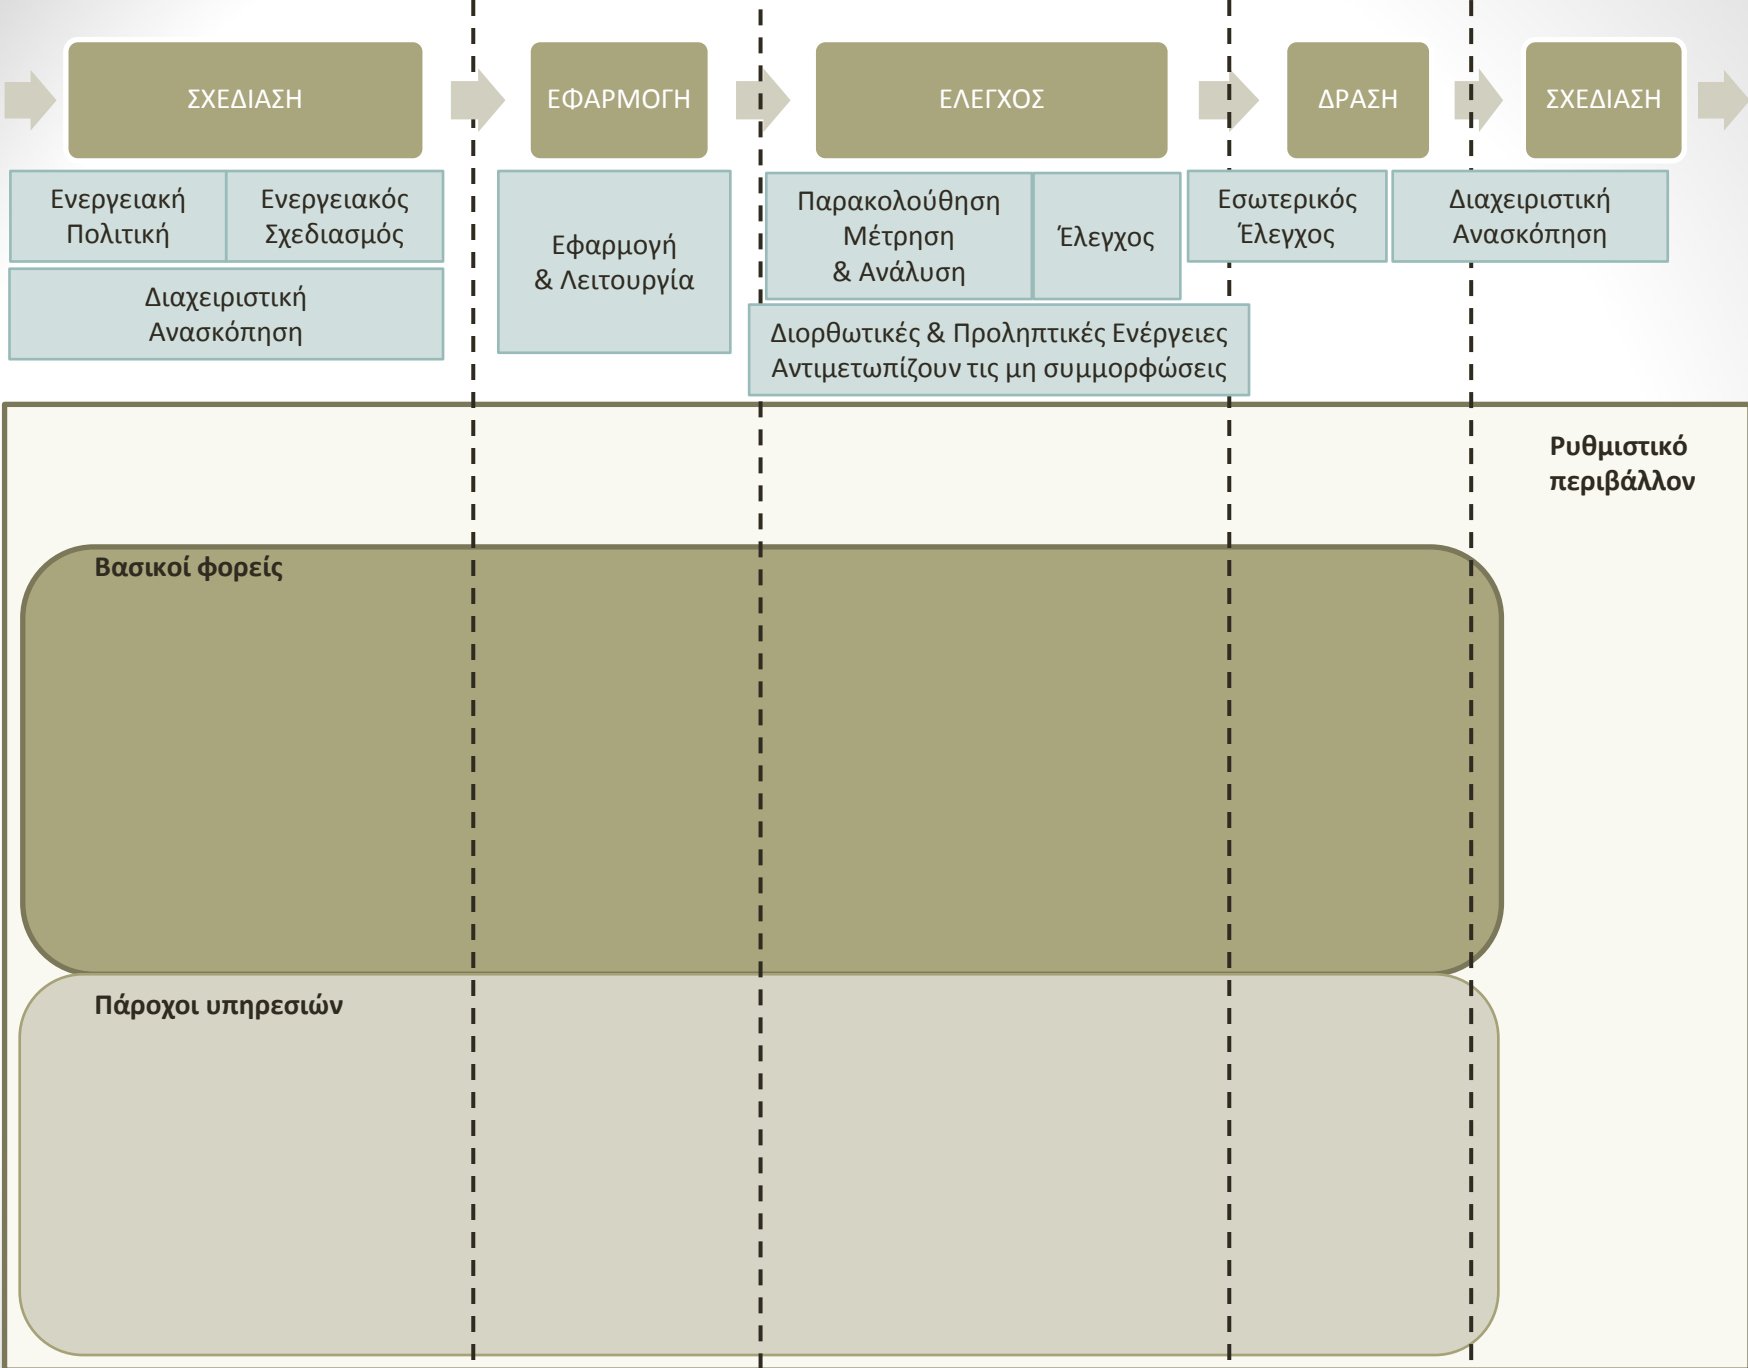 ΣΧΕΔΙΑΣΗ
ΕΦΑΡΜΟΓΗ
ΕΛΕΓΧΟΣ
ΔΡΑΣΗ
ΣΧΕΔΙΑΣΗ
Ενεργειακή
Πολιτική
Ενεργειακός
Σχεδιασμός
Διαχειριστική
Ανασκόπηση
Εφαρμογή
& Λειτουργία
Παρακολούθηση
Μέτρηση
& Ανάλυση
Έλεγχος
Διορθωτικές & Προληπτικές Ενέργειες
Αντιμετωπίζουν τις μη συμμορφώσεις
Εσωτερικός
Έλεγχος
Διαχειριστική
Ανασκόπηση
Ρυθμιστικό
περιβάλλον
Βασικοί φορείς
Πάροχοι υπηρεσιών